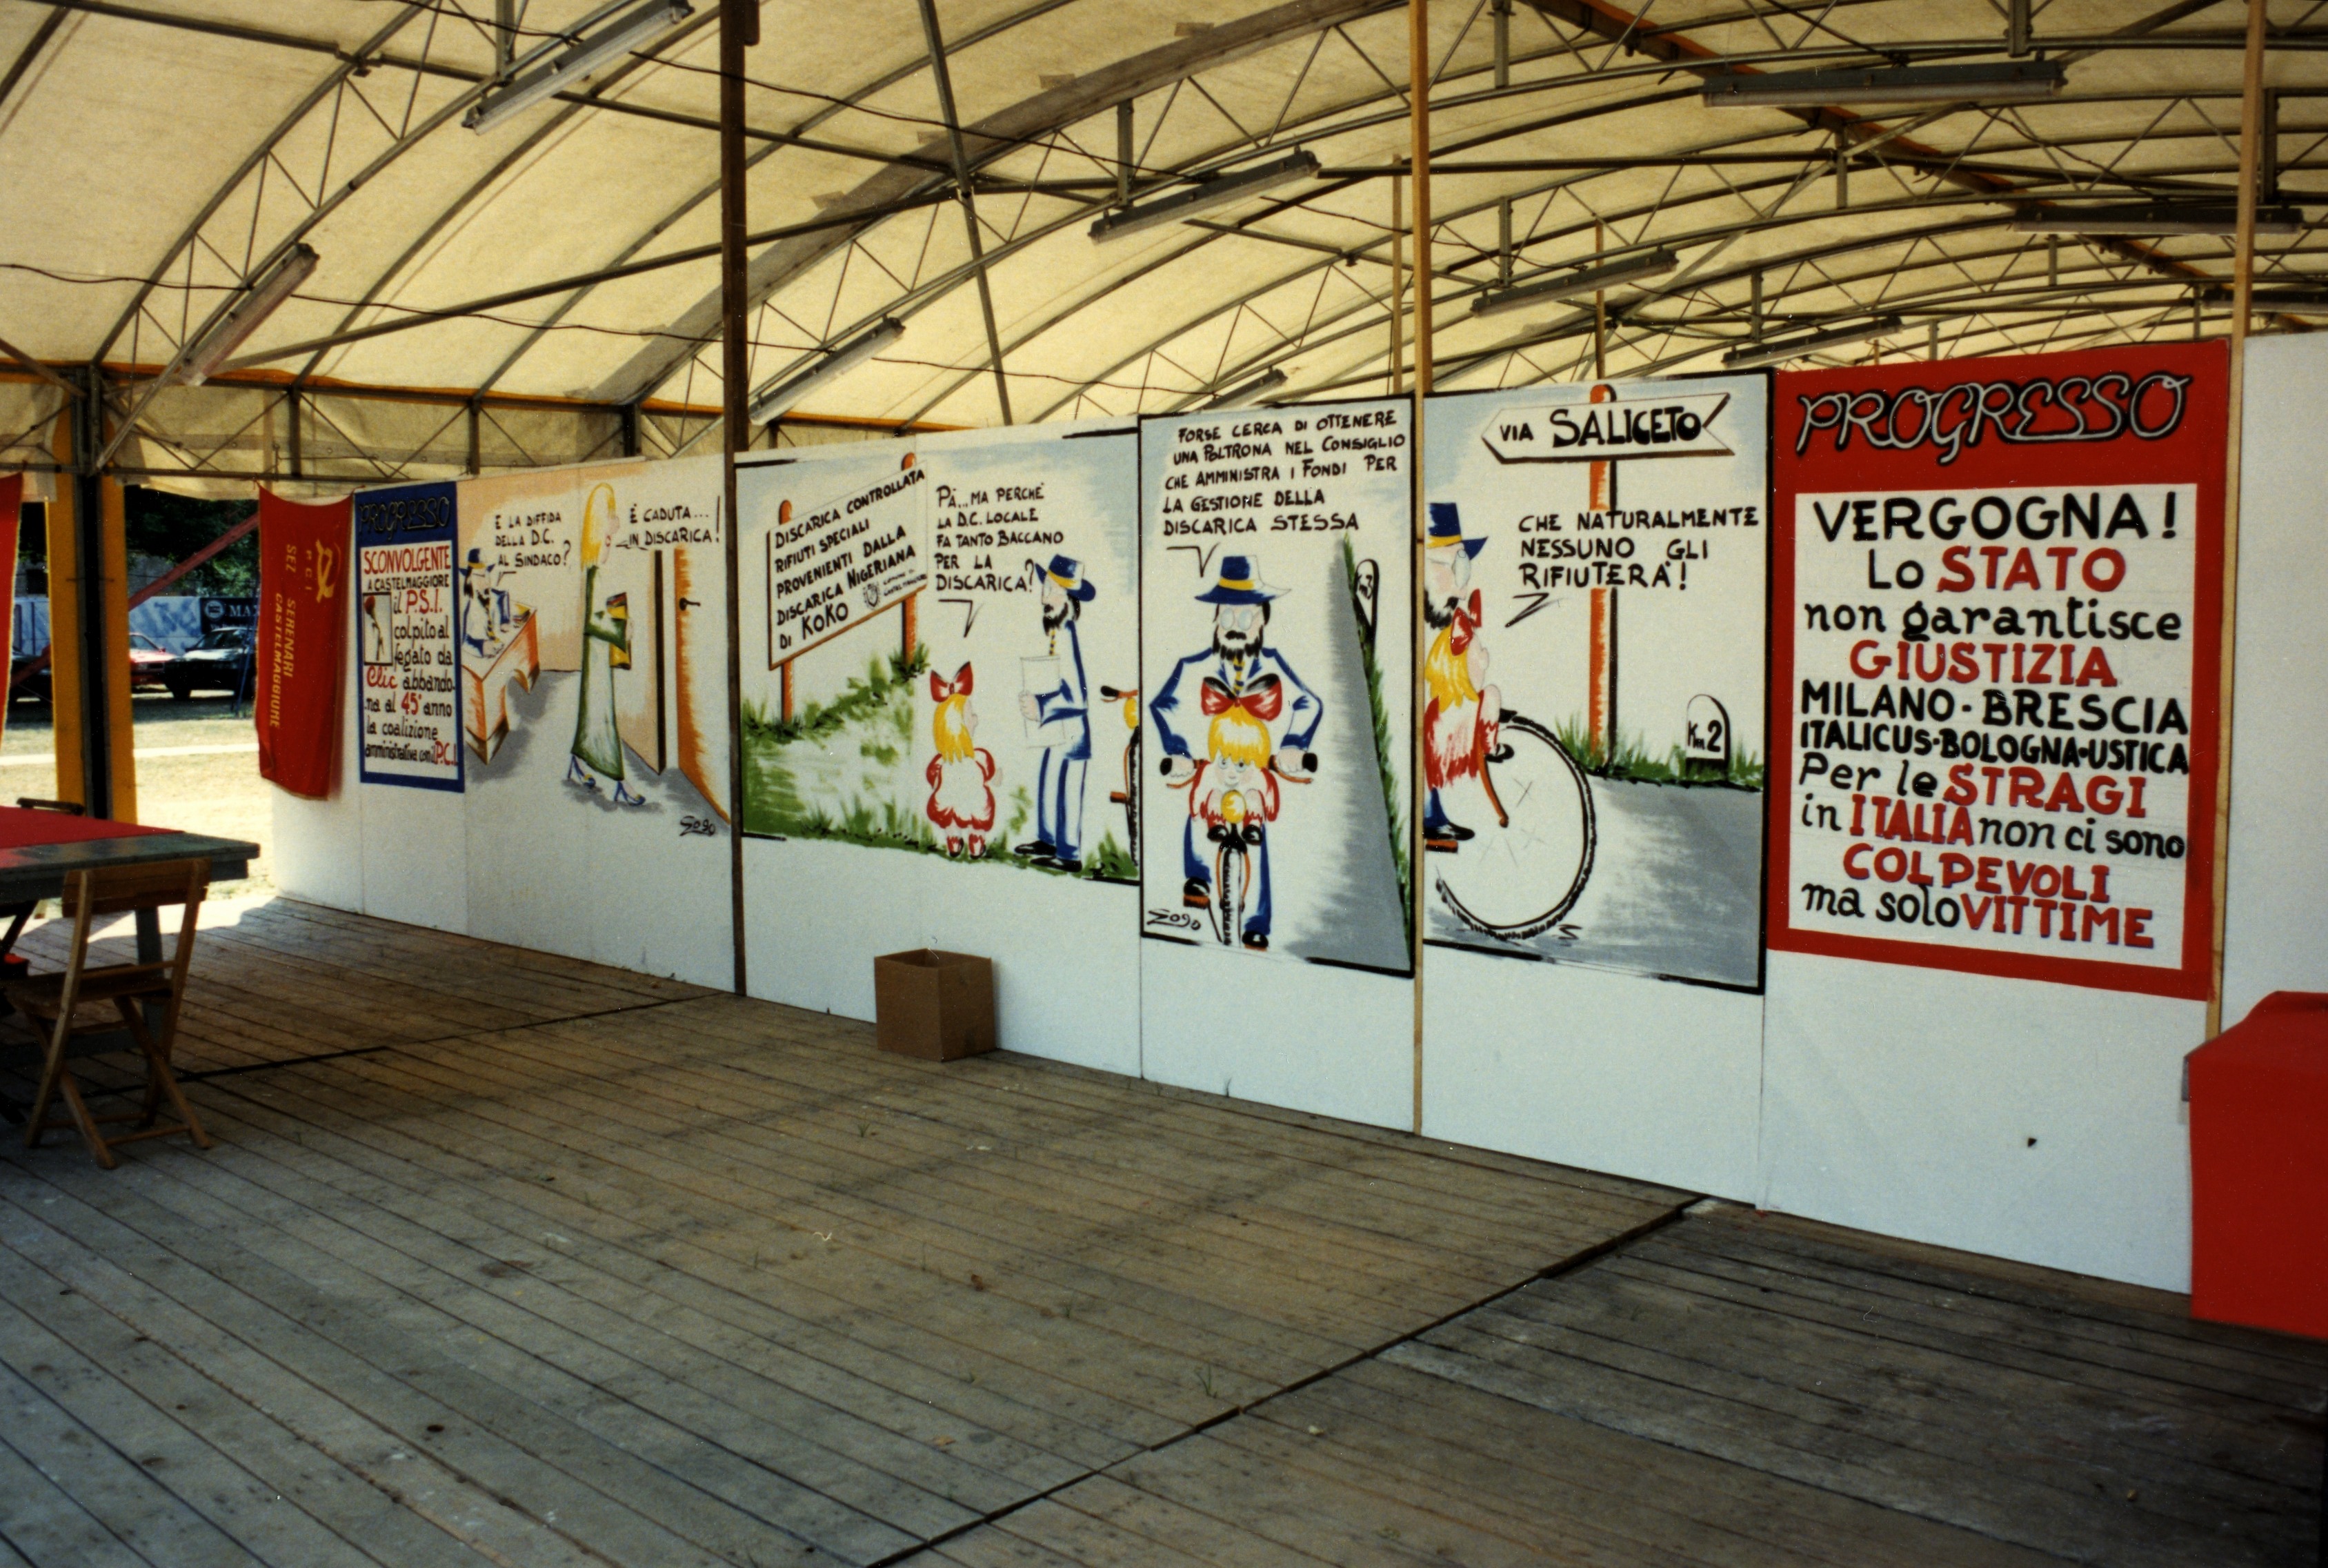 P.C.I.
SEZ. SERENARI
CASTELMAGGIORE
PROGRESSO
SCONVOLGENTE
A CASTELMAGGIORE
il P.S.I.
colpito al
fegato da
Clic abbando-
na al 45° anno
la coalizione
amministrativa con il P.C.I.
E LA DIFFIDA
DELLA D.C.
AL SINDACO?
È CADUTA...
IN DISCARICA!
DISCARICA CONTROLLATA
RIFIUTI SPECIALI
PROVENIENTI DALLA
DISCARICA NIGERIANA
DI KOKO
PÀ... MA PERCHÈ
LA D.C. LOCALE
FA TANTO BACCANO
PER LA
DISCARICA?
FORSE CERCA DI OTTENERE
UNA POLTRONA NEL CONSIGLIO
CHE AMMINISTRA I FONDI PER
LA GESTIONE DELLA
DISCARICA STESSA
VIA SALICETO
CHE NATURALMENTE
NESSUNO GLI
RIFIUTERÀ!
Km 2
PROGRESSO
VERGOGNA!
Lo STATO
non garantisce
GIUSTIZIA
MILANO-BRESCIA
ITALICUS-BOLOGNA-USTICA
Per le STRAGI
in ITALIA non ci sono
COLPEVOLI
ma solo VITTIME